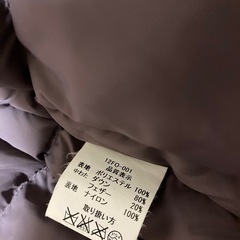 12FO-001
品質表示
表地 ポリエステル 100%
中わた ダウン 80%
フェザー 20%
裏地 ナイロン 100%
取り扱い方